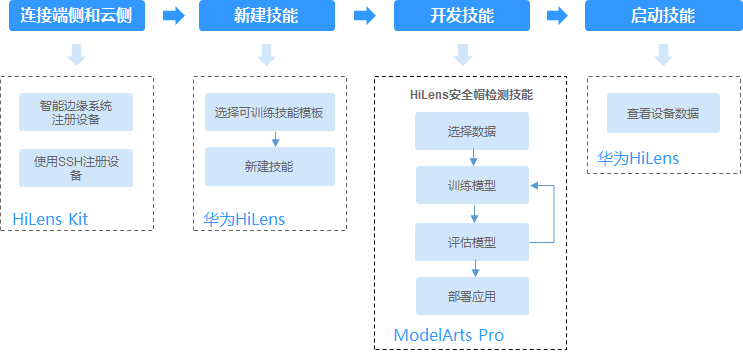 连接端侧和云侧
新建技能
开发技能
启动技能
智能边缘系统
注册设备
使用SSH注册设
备
HiLens Kit
选择可训练技能模板
新建技能
华为HiLens
HiLens安全帽检测技能
选择数据
训练模型
评估模型
部署应用
ModelArts Pro
查看设备数据
华为HiLens